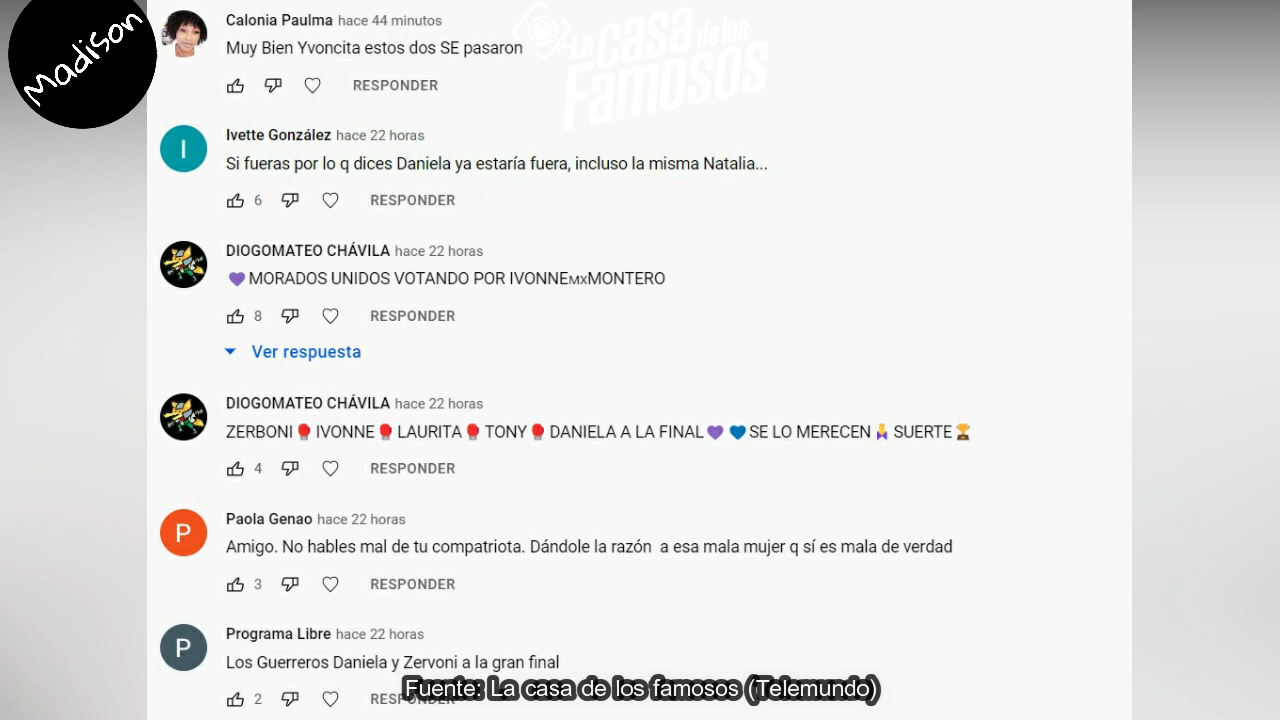 Madison
La casa de los Famosos
Calonia Paulma hace 44 minutos
Muy Bien Yvoncita estos dos SE pasaron
RESPONDER
I
Ivette González hace 22 horas
Si fueras por lo q dices Daniela ya estaría fuera, incluso la misma Natalia...
6 RESPONDER
DIOGOMATEO CHÁVILA hace 22 horas
💜MORADOS UNIDOS VOTANDO POR IVONNEᴍxMONTERO
8 RESPONDER
Ver respuesta
DIOGOMATEO CHÁVILA hace 22 horas
ZERBONI🥊IVONNE🥊LAURITA🥊TONY🥊DANIELA A LA FINAL💜💙SE LO MERECEN🧜‍♀️SUERTE🏆
4 RESPONDER
P
Paola Genao hace 22 horas
Amigo. No hables mal de tu compatriota. Dándole la razón a esa mala mujer q sí es mala de verdad
3 RESPONDER
P
Programa Libre hace 22 horas
Los Guerreros Daniela y Zervoni a la gran final
2 RESPONDER
Fuente: La casa de los famosos (Telemundo)